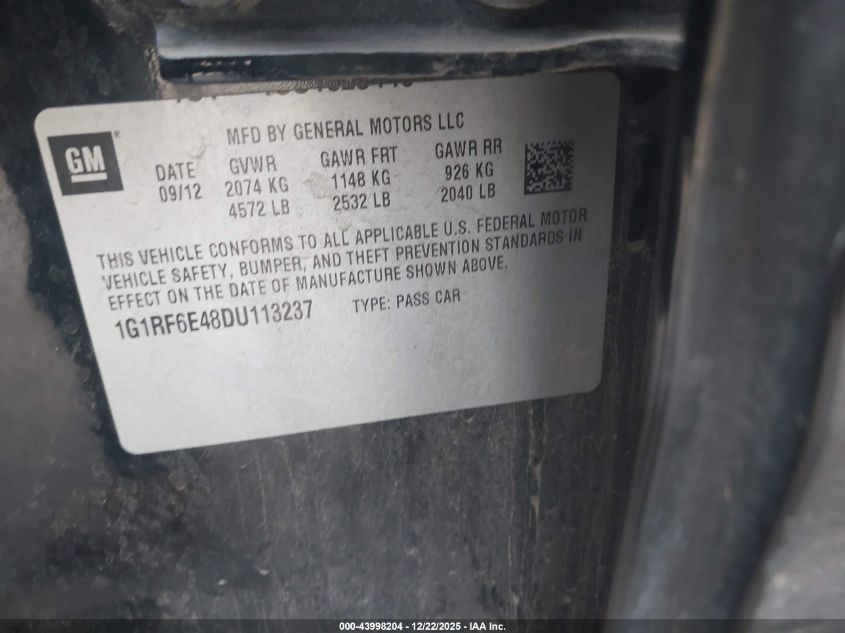 MFD BY GENERAL MOTORS LLC
GM®
DATE GVWR GAWR FRT GAWR RR
09/12 2074 KG 1148 KG 926 KG
4572 LB 2532 LB 2040 LB
THIS VEHICLE CONFORMS TO ALL APPLICABLE U.S. FEDERAL MOTOR
VEHICLE SAFETY, BUMPER, AND THEFT PREVENTION STANDARDS IN
EFFECT ON THE DATE OF MANUFACTURE SHOWN ABOVE.
1G1RF6E48DU113237 TYPE: PASS CAR
000-43998204 - 12/22/2025 - IAA Inc.